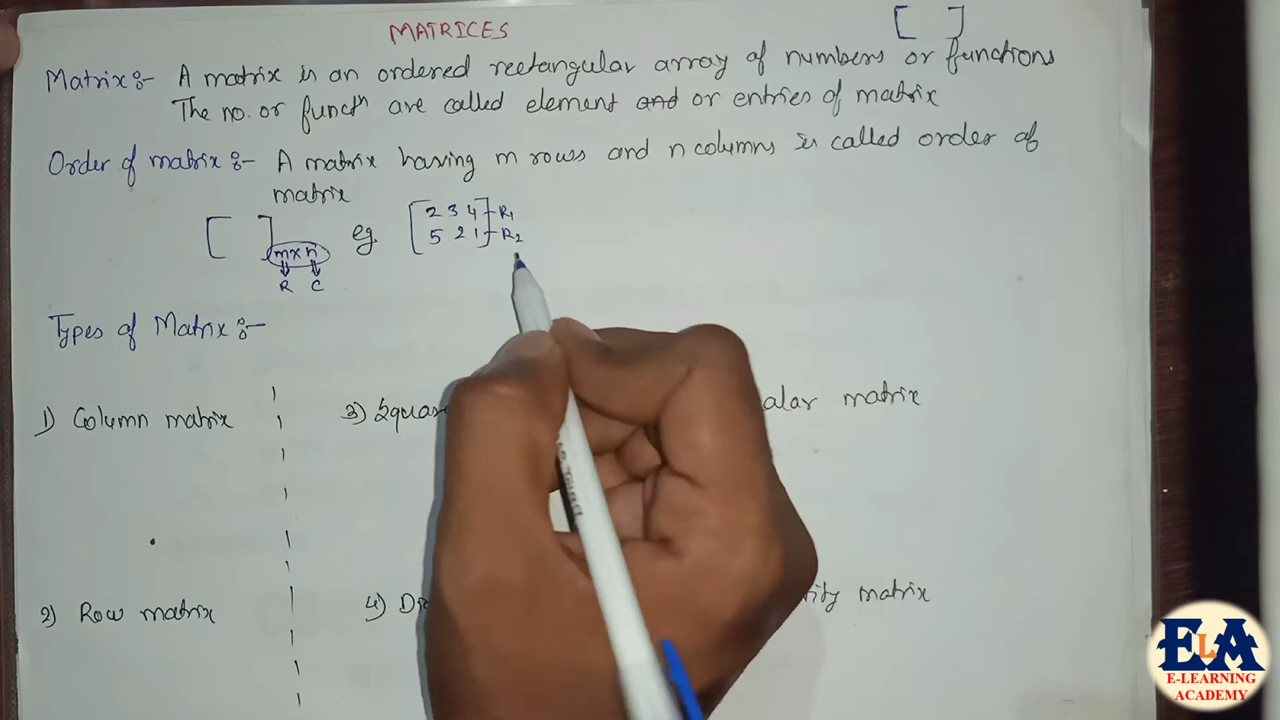 MATRICES
[ ]
Matrix:- A matrix is an ordered rectangular array of numbers or functions
The no. or funcṯⁿ are called element and or entries of matrix
Order of matrix:- A matrix having m rows and n columns is called order of
matrix
[ ] m×n eg. [2 3 4] R1
[5 2 1] R2
R C
Types of Matrix:-
1) Column matrix
3) Square
alar matrix
2) Row matrix
4) Di
ity matrix
ELA
E-LEARNING
ACADEMY